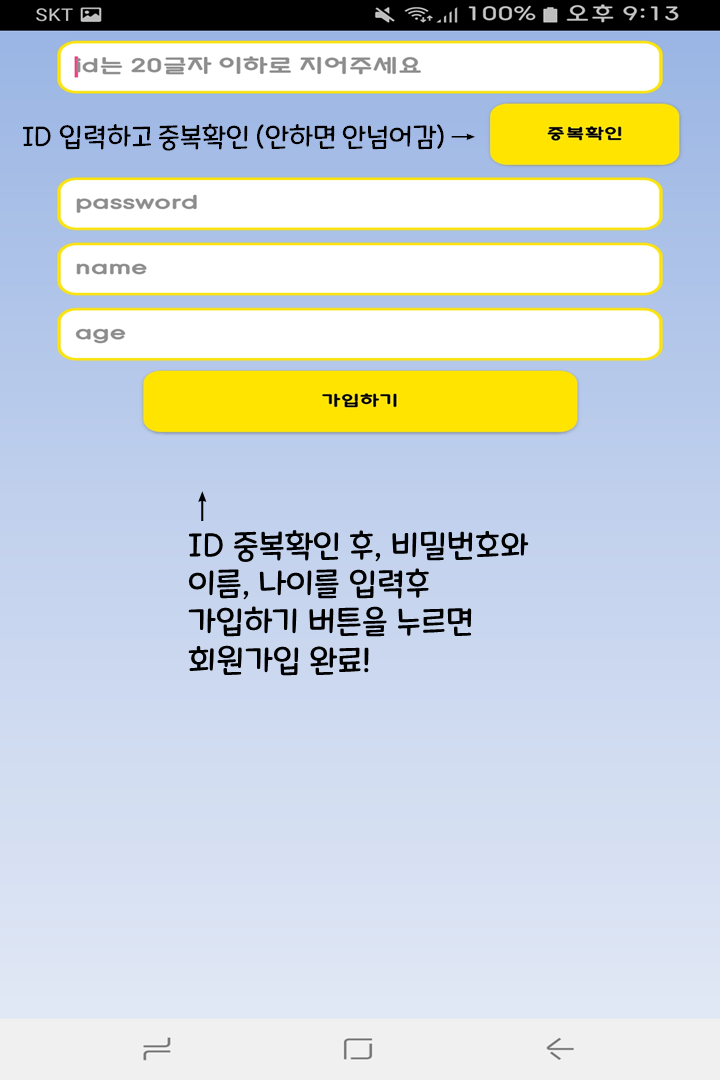 SKT 100% 오후 9:13
id는 20글자 이하로 지어주세요
ID 입력하고 중복확인 (안하면 안넘어감) → 중복확인
password
name
age
가입하기
↑
ID 중복확인 후, 비밀번호와
이름, 나이를 입력후
가입하기 버튼을 누르면
회원가입 완료!